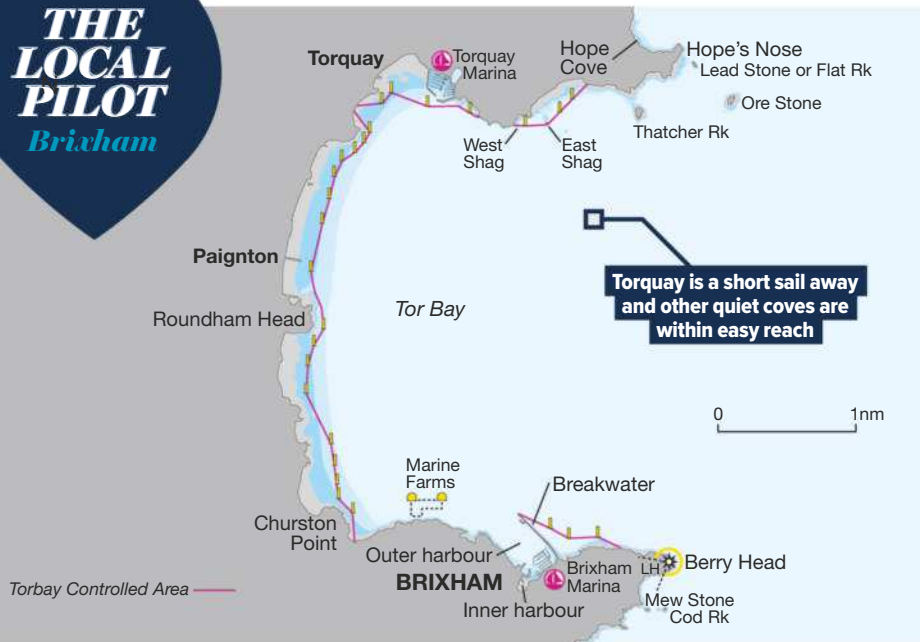 THE
LOCAL
PILOT
Brixham
Torquay
Torquay
Marina
Hope
Cove
Hope's Nose
Lead Stone or Flat Rk
Ore Stone
Thatcher Rk
West
Shag
East
Shag
Paignton
Torquay is a short sail away
and other quiet coves are
within easy reach
Roundham Head
Tor Bay
0 1nm
Marine
Farms
Breakwater
Churston
Point
Outer harbour
BRIXHAM
Brixham
Marina
LH
Berry Head
Inner harbour
Mew Stone
Cod Rk
Torbay Controlled Area